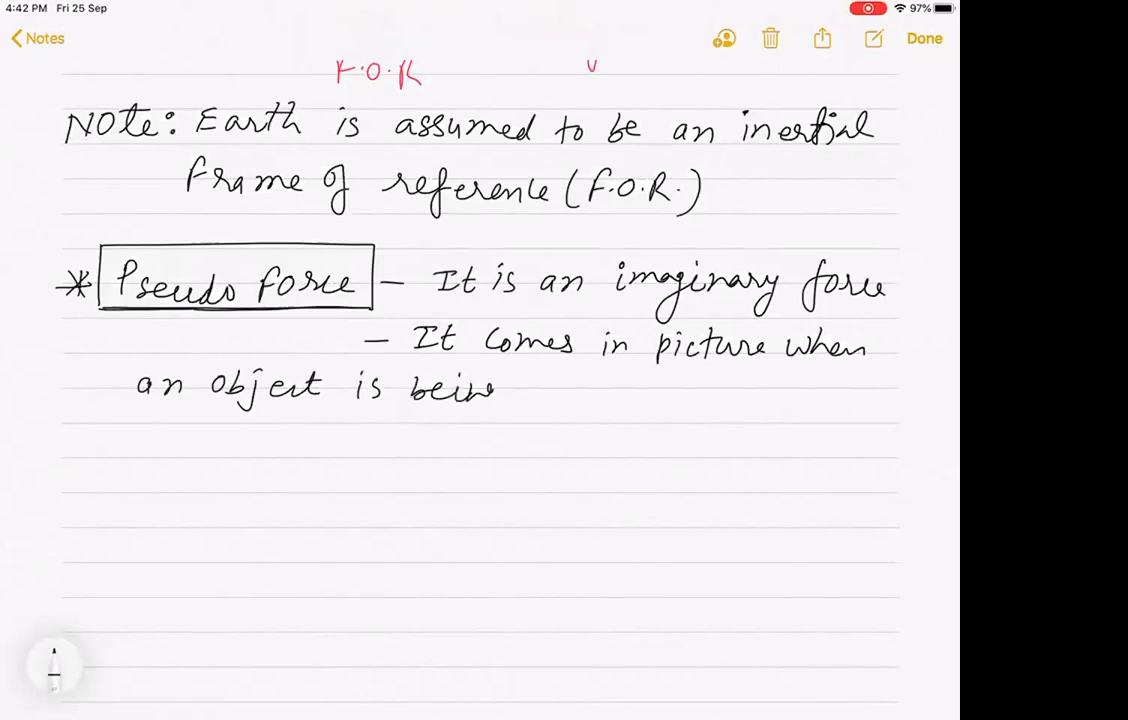 4:42 PM Fri 25 Sep 97%
Notes Done
F.O.R
Note: Earth is assumed to be an inertial
frame of reference (F.O.R.)
* Pseudo force - It is an imaginary force
- It comes in picture when
an object is being